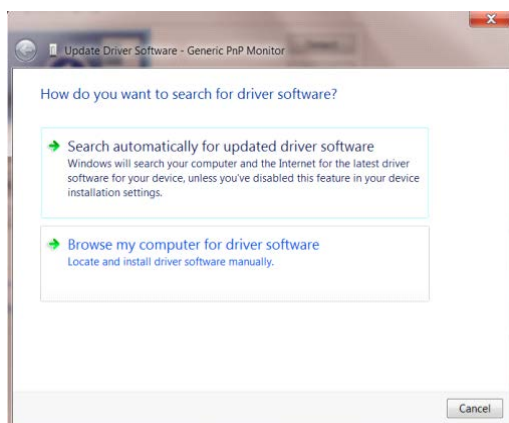 Update Driver Software - Generic PnP Monitor
How do you want to search for driver software?
Search automatically for updated driver software
Windows will search your computer and the Internet for the latest driver
software for your device, unless you've disabled this feature in your device
installation settings.
Browse my computer for driver software
Locate and install driver software manually.
Cancel